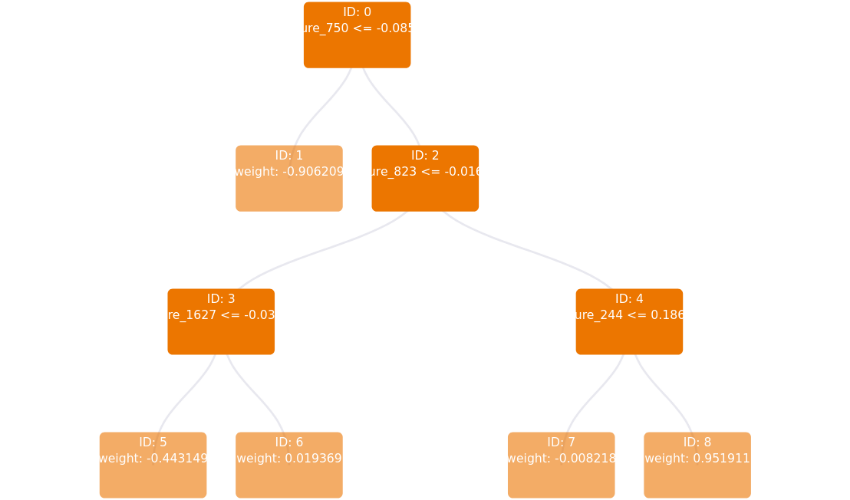 ID: 0
ure_750 <= -0.085
ID: 1
weight: -0.906209
ID: 2
ure_823 <= -0.016
ID: 3
re_1627 <= -0.03
ID: 4
ure_244 <= 0.186
ID: 5
weight: -0.443149
ID: 6
weight: 0.019369
ID: 7
weight: -0.008218
ID: 8
weight: 0.951911